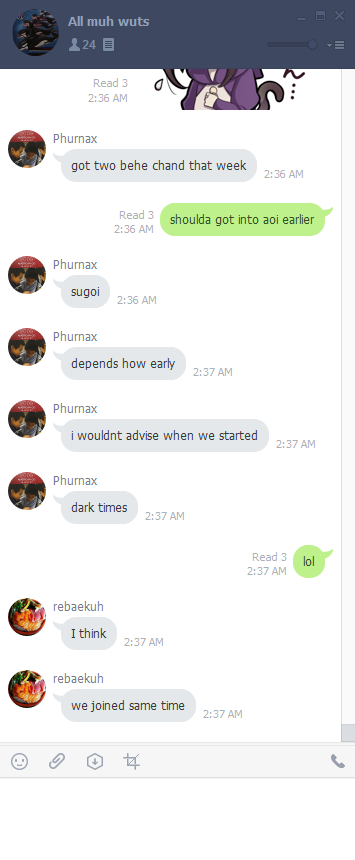 All muh wuts
24
Read 3
2:36 AM
ん…
Phurnax
got two behe chand that week
2:36 AM
Read 3
2:36 AM
shoulda got into aoi earlier
Phurnax
sugoi
2:36 AM
Phurnax
depends how early
2:37 AM
Phurnax
i wouldnt advise when we started
2:37 AM
Phurnax
dark times
2:37 AM
Read 3
2:37 AM
lol
rebaekuh
I think
2:37 AM
rebaekuh
we joined same time
2:37 AM